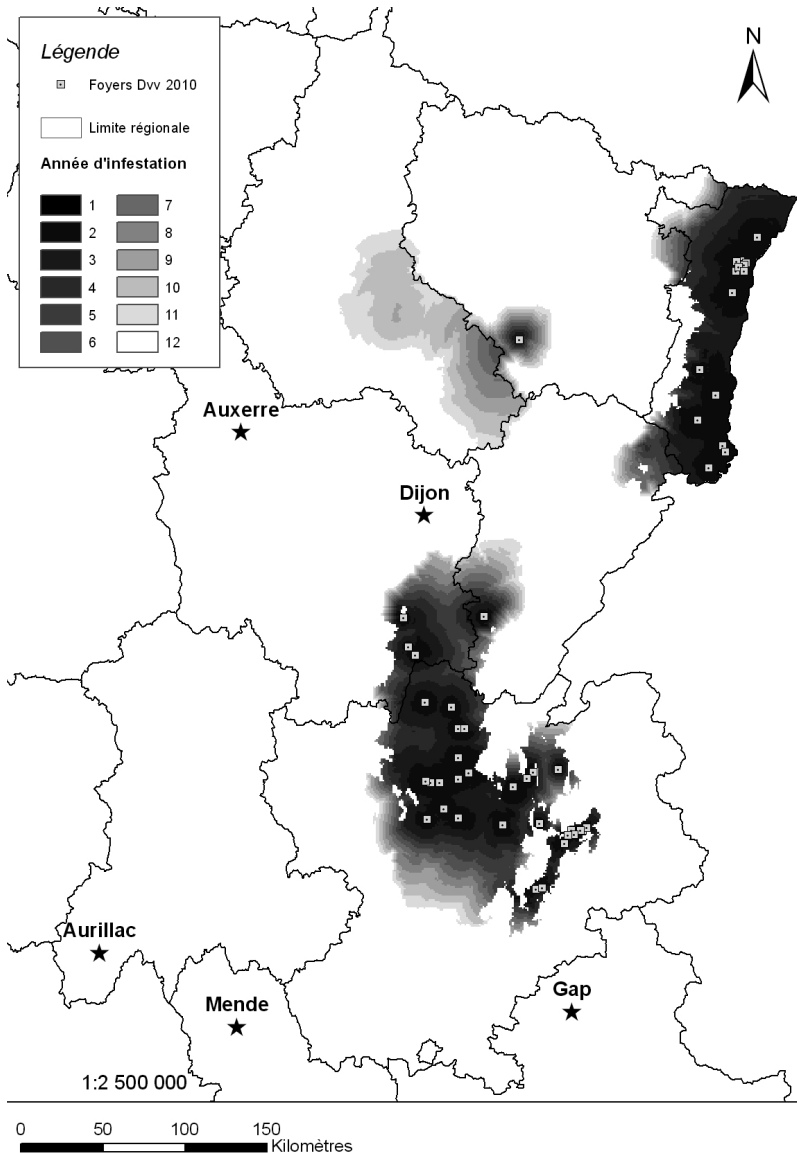 Légende
Foyers Dvv 2010
Limite régionale
Année d'infestation
1 7
2 8
3 9
4 10
5 11
6 12
N
Auxerre
Dijon
Aurillac
Mende
Gap
1:2 500 000
0 50 100 150
Kilomètres